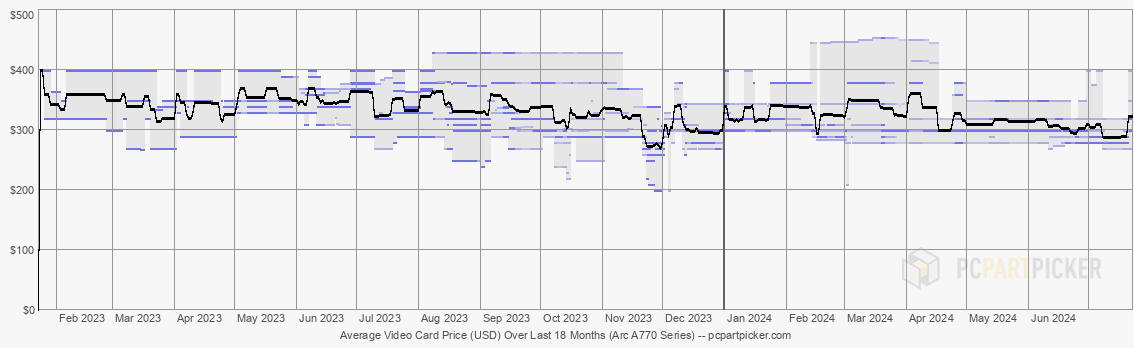 $500
$400
$300
$200
$100
$0
PCPARTPICKER
Feb 2023 Mar 2023 Apr 2023 May 2023 Jun 2023 Jul 2023 Aug 2023 Sep 2023 Oct 2023 Nov 2023 Dec 2023 Jan 2024 Feb 2024 Mar 2024 Apr 2024 May 2024 Jun 2024
Average Video Card Price (USD) Over Last 18 Months (Arc A770 Series) -- pcpartpicker.com